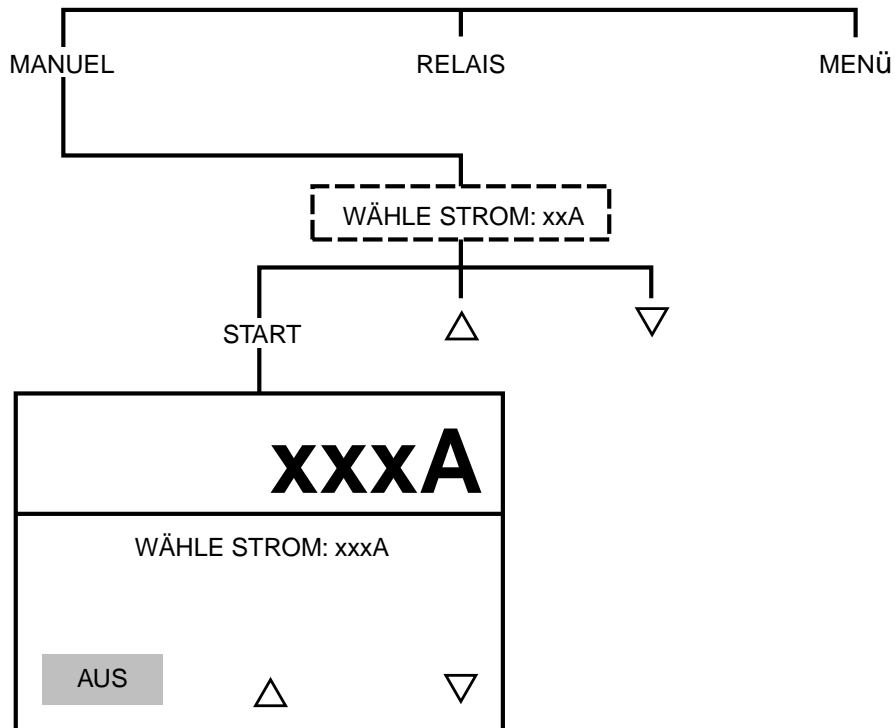 MANUEL RELAIS MENü
WÄHLE STROM: xxA
START △ ▽
xxxA
WÄHLE STROM: xxxA
AUS △ ▽